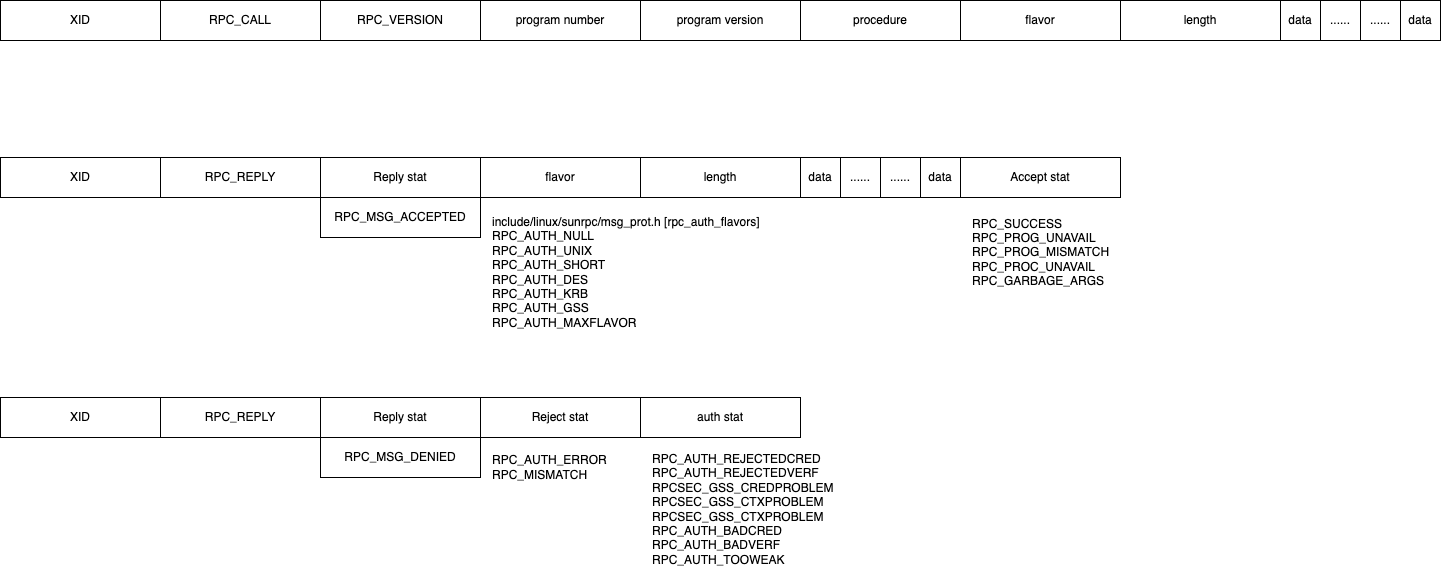 XID RPC_CALL RPC_VERSION program number program version procedure flavor length data ...... ...... data
XID RPC_REPLY Reply stat flavor length data ...... ...... data Accept stat
RPC_MSG_ACCEPTED
include/linux/sunrpc/msg_prot.h [rpc_auth_flavors]
RPC_AUTH_NULL
RPC_AUTH_UNIX
RPC_AUTH_SHORT
RPC_AUTH_DES
RPC_AUTH_KRB
RPC_AUTH_GSS
RPC_AUTH_MAXFLAVOR
RPC_SUCCESS
RPC_PROG_UNAVAIL
RPC_PROG_MISMATCH
RPC_PROC_UNAVAIL
RPC_GARBAGE_ARGS
XID RPC_REPLY Reply stat Reject stat auth stat
RPC_MSG_DENIED
RPC_AUTH_ERROR
RPC_MISMATCH
RPC_AUTH_REJECTEDCRED
RPC_AUTH_REJECTEDVERF
RPCSEC_GSS_CREDPROBLEM
RPCSEC_GSS_CTXPROBLEM
RPCSEC_GSS_CTXPROBLEM
RPC_AUTH_BADCRED
RPC_AUTH_BADVERF
RPC_AUTH_TOOWEAK